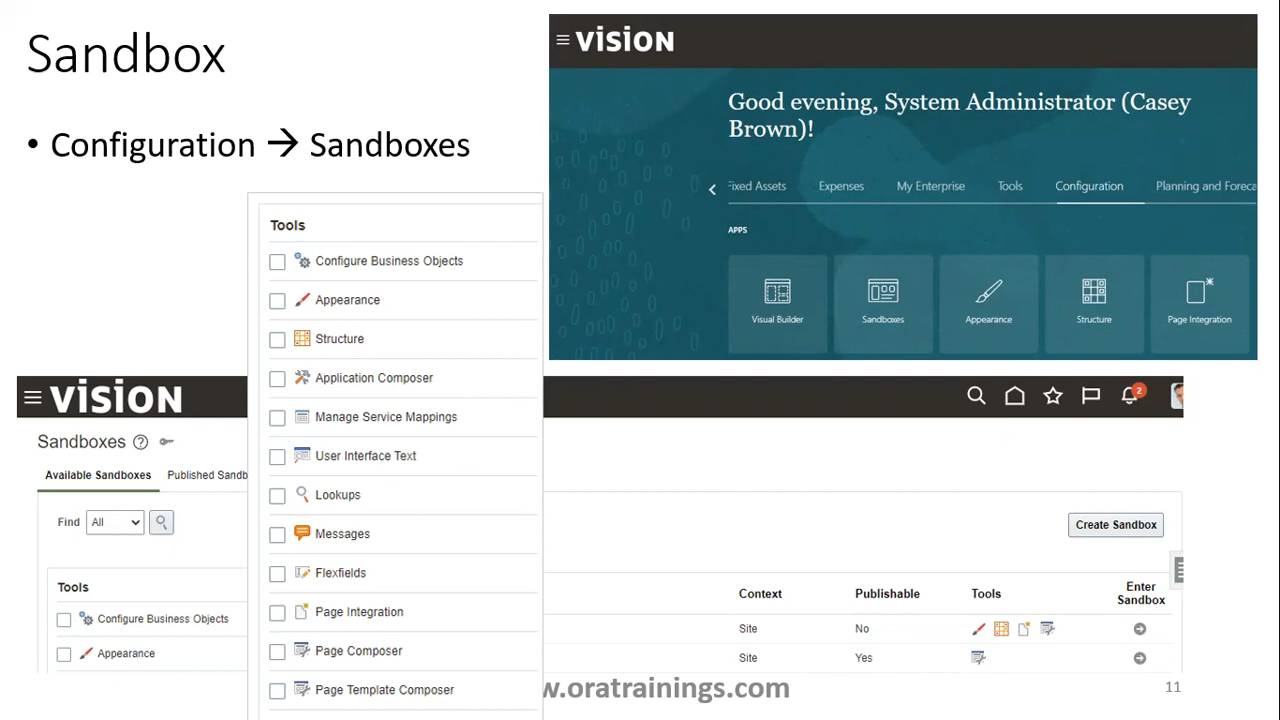 Sandbox
• Configuration → Sandboxes
vision
Good evening, System Administrator (Casey
Brown)!
Fixed Assets Expenses My Enterprise Tools Configuration Planning and Foreca
APPS
Visual Builder Sandboxes Appearance Structure Page Integration
Tools
Configure Business Objects
Appearance
Structure
Application Composer
Manage Service Mappings
User Interface Text
Lookups
Messages
Flexfields
Page Integration
Page Composer
Page Template Composer
vision
2
Sandboxes
Available Sandboxes Published Sandb
Find All
Create Sandbox
Tools
Configure Business Objects
Appearance
Context Publishable Tools Enter
Sandbox
Site No
Site Yes
w.oratrainings.com
11